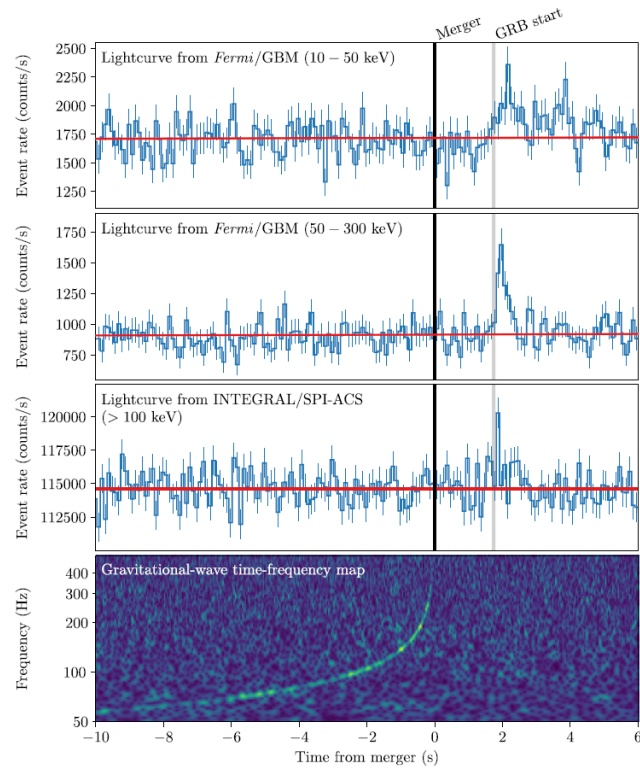 Merger
GRB start
Lightcurve from Fermi/GBM (10 − 50 keV)
Event rate (counts/s)
2500
2250
2000
1750
1500
1250
Lightcurve from Fermi/GBM (50 − 300 keV)
Event rate (counts/s)
1750
1500
1250
1000
750
Lightcurve from INTEGRAL/SPI-ACS
(> 100 keV)
Event rate (counts/s)
120000
117500
115000
112500
Gravitational-wave time-frequency map
Frequency (Hz)
400
300
200
100
50
−10 −8 −6 −4 −2 0 2 4 6
Time from merger (s)